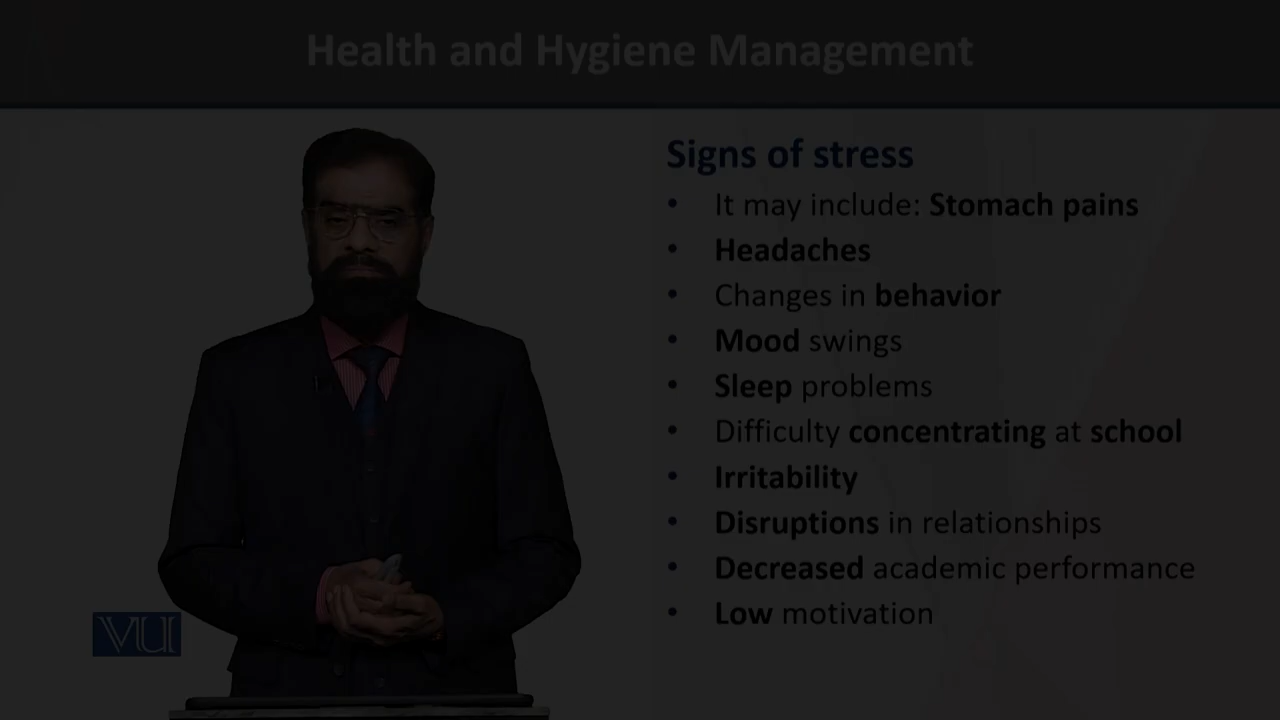 Health and Hygiene Management
Signs of stress
• It may include: Stomach pains
• Headaches
• Changes in behavior
• Mood swings
• Sleep problems
• Difficulty concentrating at school
• Irritability
• Disruptions in relationships
• Decreased academic performance
• Low motivation
VU